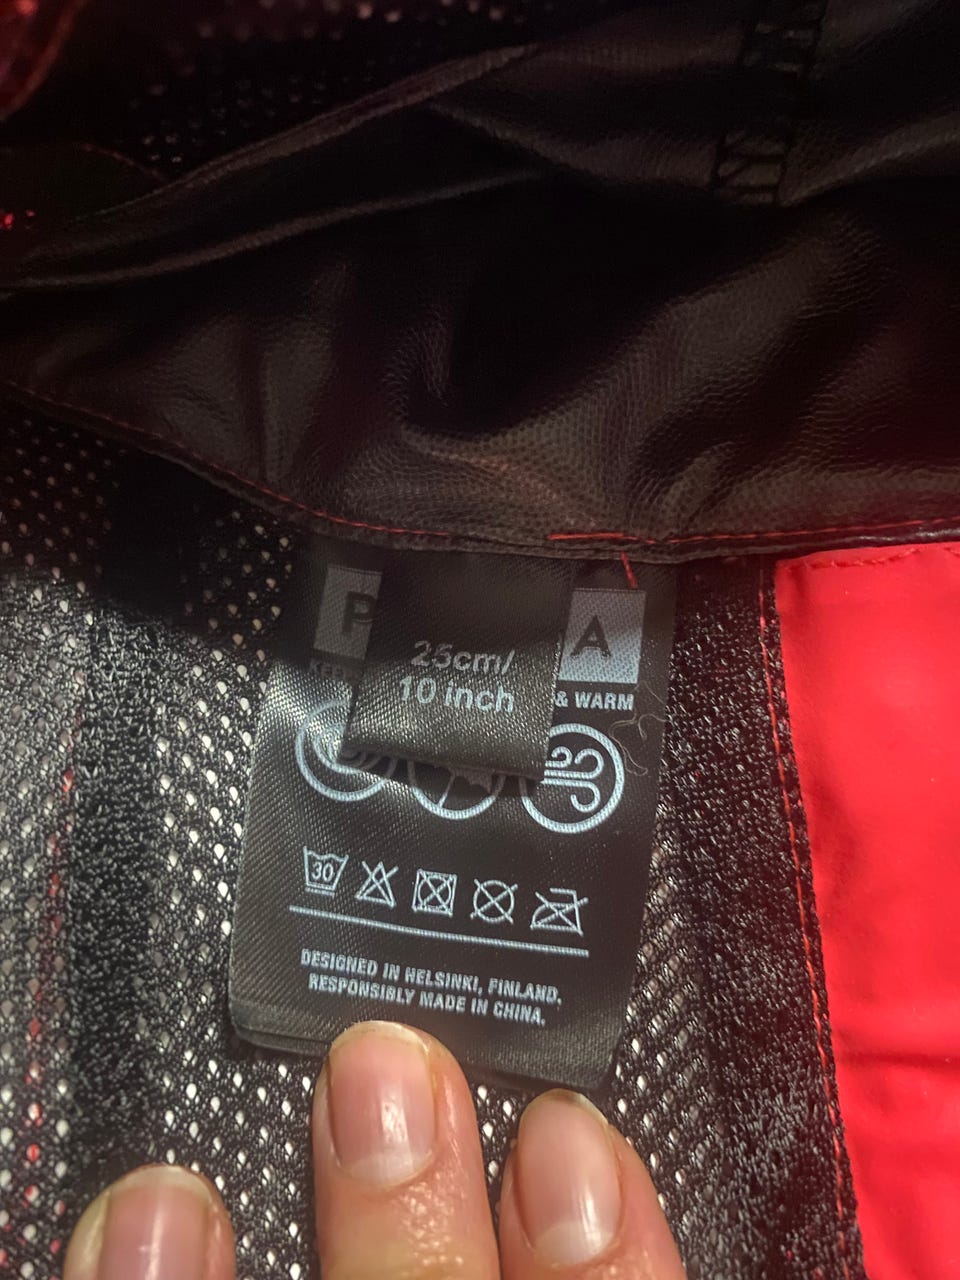 P
A
25cm/
10 inch
& WARM
30
DESIGNED IN HELSINKI, FINLAND.
RESPONSIBLY MADE IN CHINA.